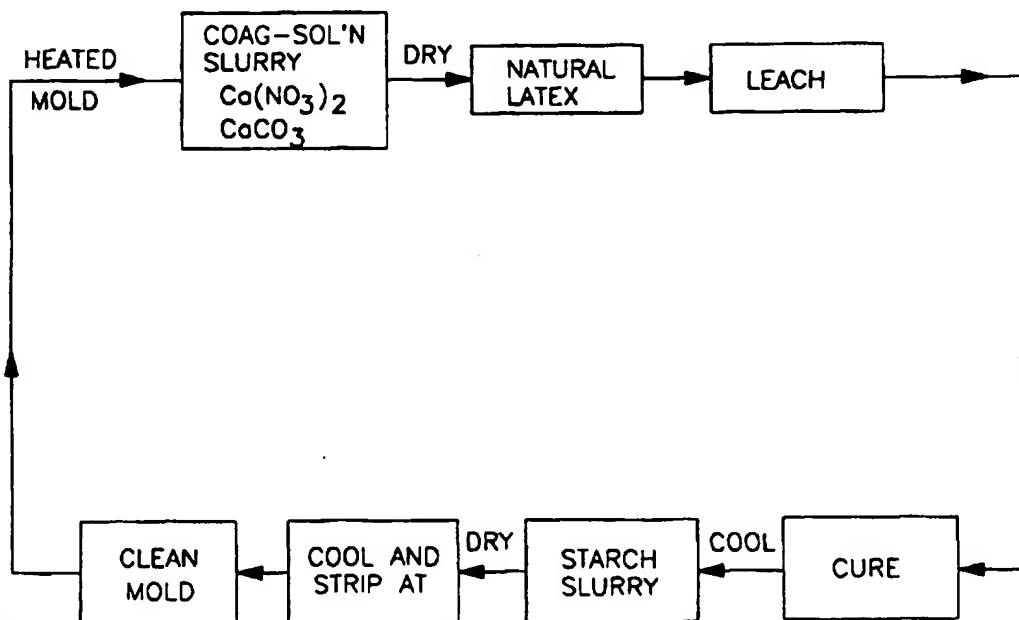 HEATED
MOLD
COAG-SOL'N
SLURRY
Ca(NO3)2
CaCO3
DRY
NATURAL
LATEX
LEACH
CURE
COOL
STARCH
SLURRY
DRY
COOL AND
STRIP AT
CLEAN
MOLD